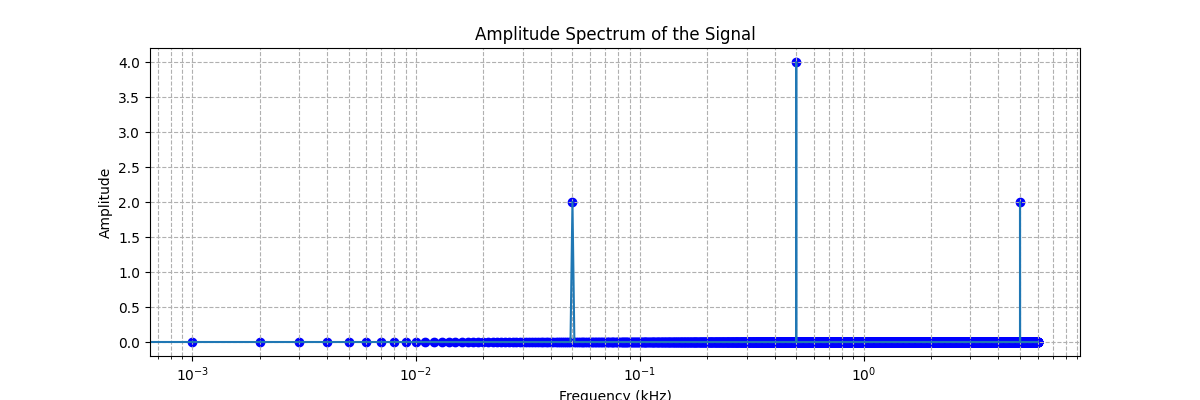 Amplitude Spectrum of the Signal
Amplitude
4.0
3.5
3.0
2.5
2.0
1.5
1.0
0.5
0.0
10⁻³ 10⁻² 10⁻¹ 10⁰
Frequency (kHz)